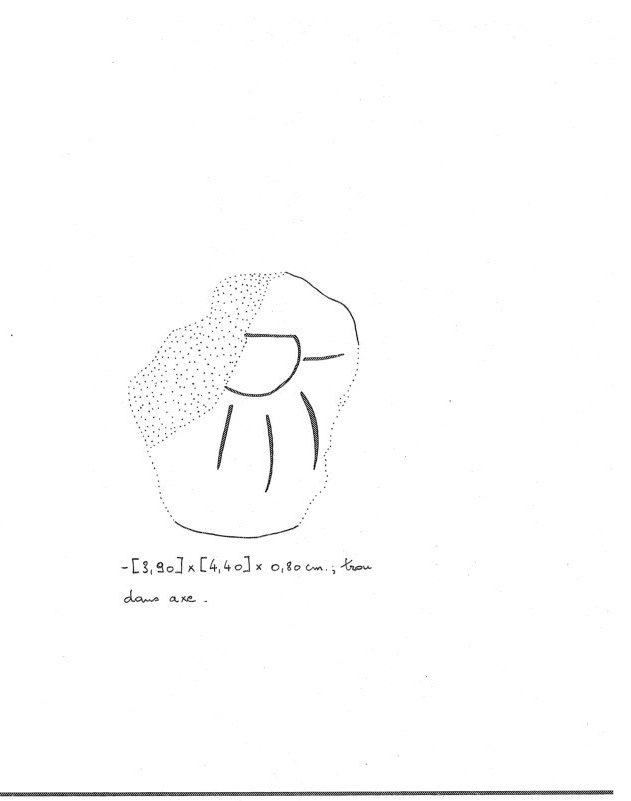 -[3,90] x [4,40] x 0,80 cm. ; trou
dans axe .